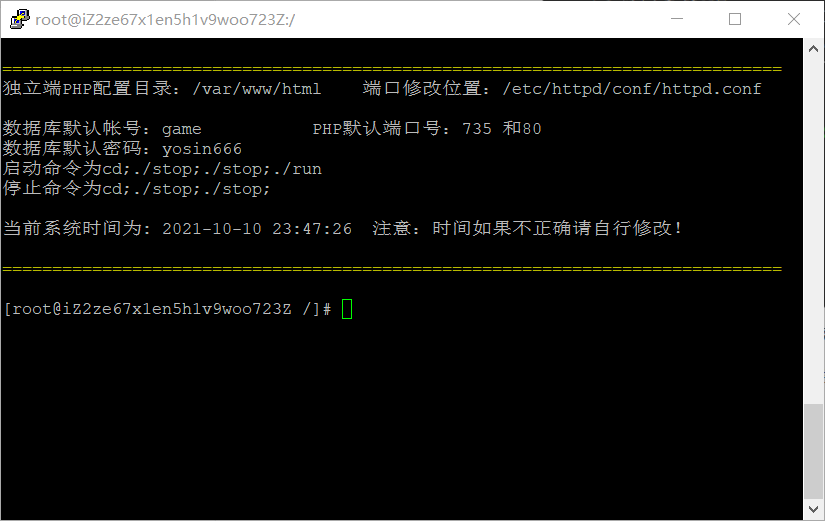 root@iZ2ze67x1en5h1v9woo723Z:/
==============================================================================
独立端PHP配置目录：/var/www/html    端口修改位置：/etc/httpd/conf/httpd.conf
数据库默认帐号：game           PHP默认端口号：735 和80
数据库默认密码：yosin666
启动命令为cd;./stop;./stop;./run
停止命令为cd;./stop;./stop;
当前系统时间为：2021-10-10 23:47:26  注意：时间如果不正确请自行修改！
==============================================================================
[root@iZ2ze67x1en5h1v9woo723Z /]#